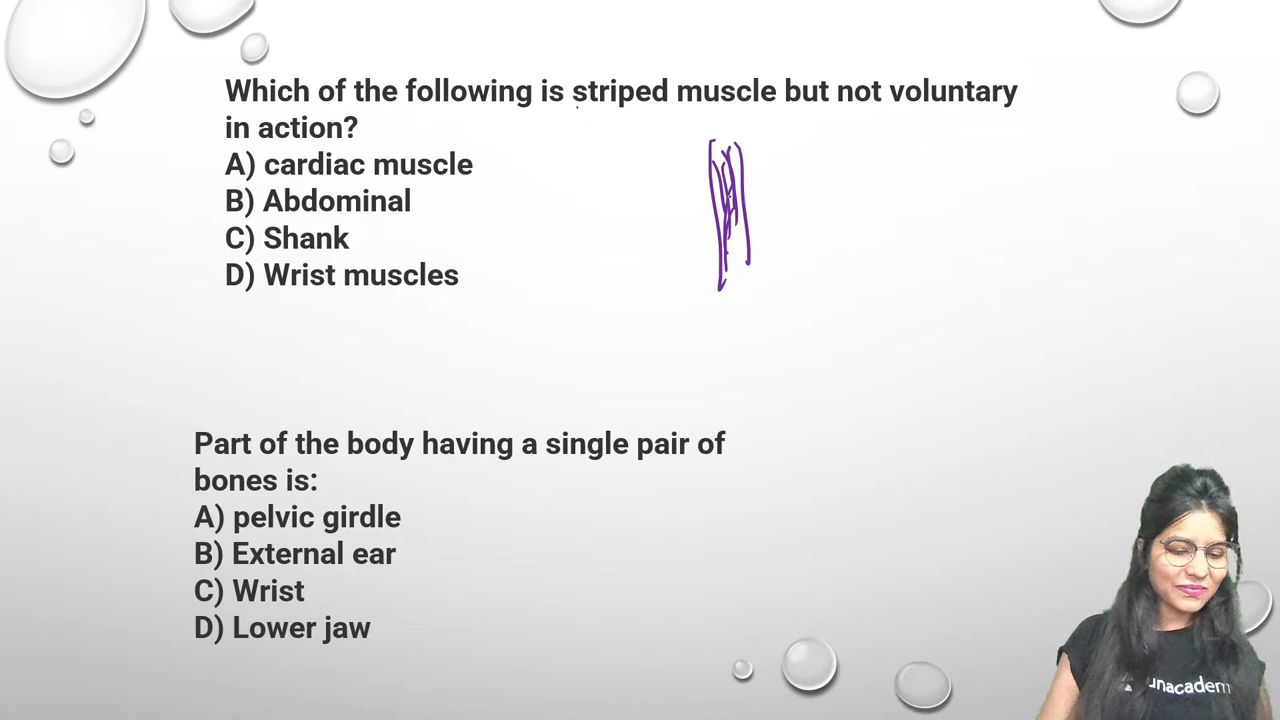 Which of the following is striped muscle but not voluntary
in action?
A) cardiac muscle
B) Abdominal
C) Shank
D) Wrist muscles
Part of the body having a single pair of
bones is:
A) pelvic girdle
B) External ear
C) Wrist
D) Lower jaw
unacadem